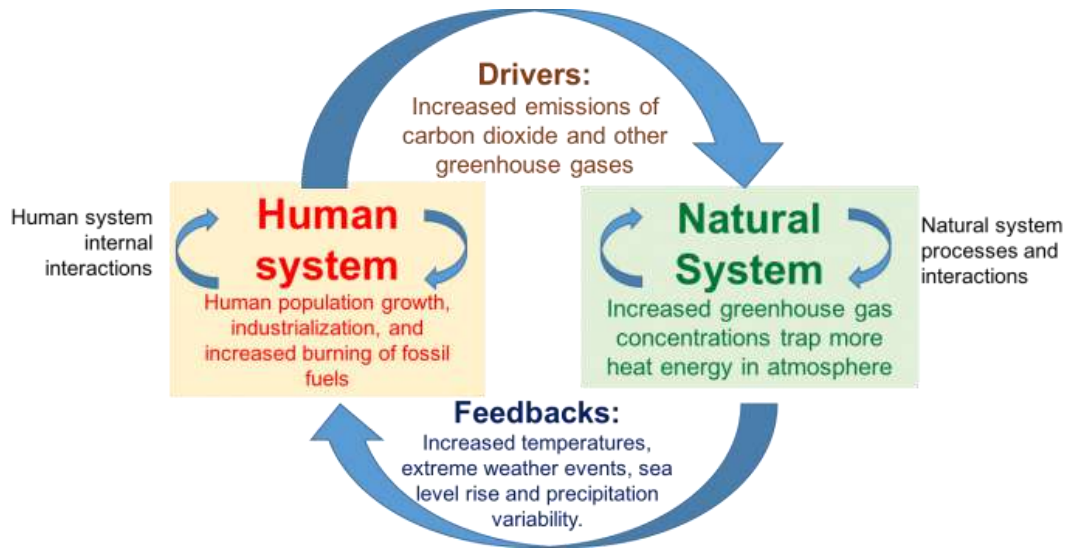 Drivers:
Increased emissions of
carbon dioxide and other
greenhouse gases
Human system
internal
interactions
Human
system
Human population growth,
industrialization, and
increased burning of fossil
fuels
Natural
System
Increased greenhouse gas
concentrations trap more
heat energy in atmosphere
Natural system
processes and
interactions
Feedbacks:
Increased temperatures,
extreme weather events, sea
level rise and precipitation
variability.